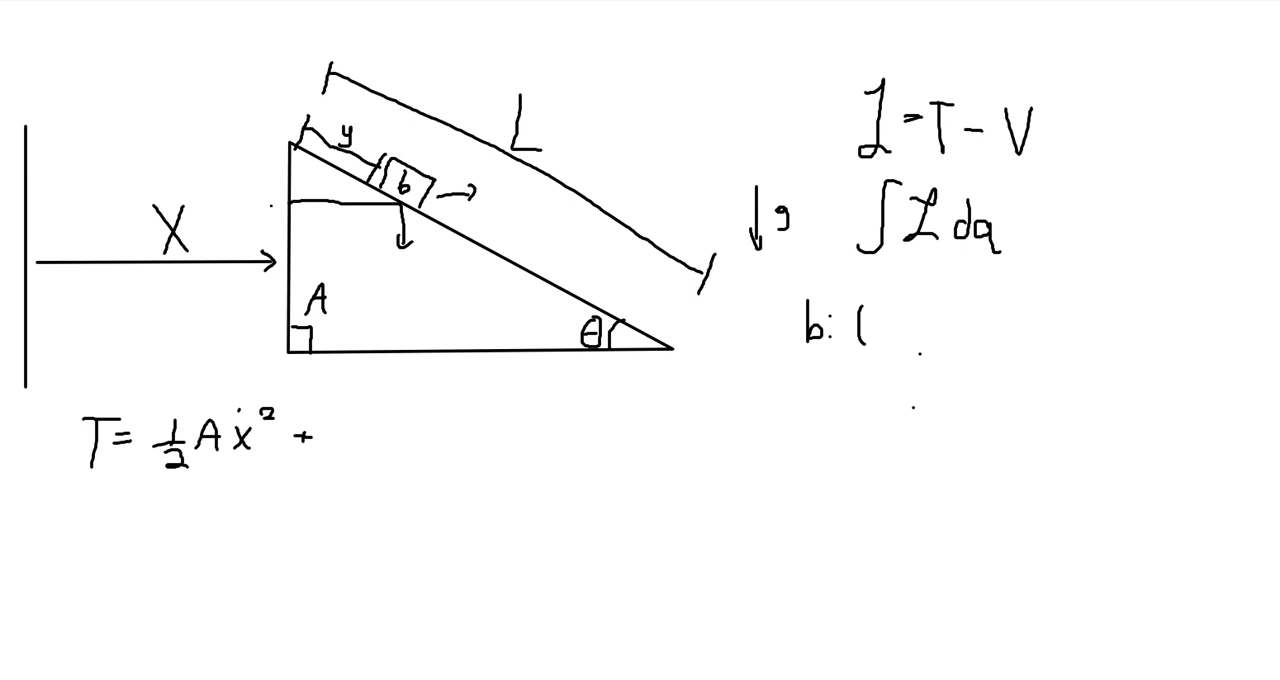 L
y
b
X
A
θ
ℒ = T - V
↓ g
∫ ℒ dq
b: (
T = ½ A ẋ² +